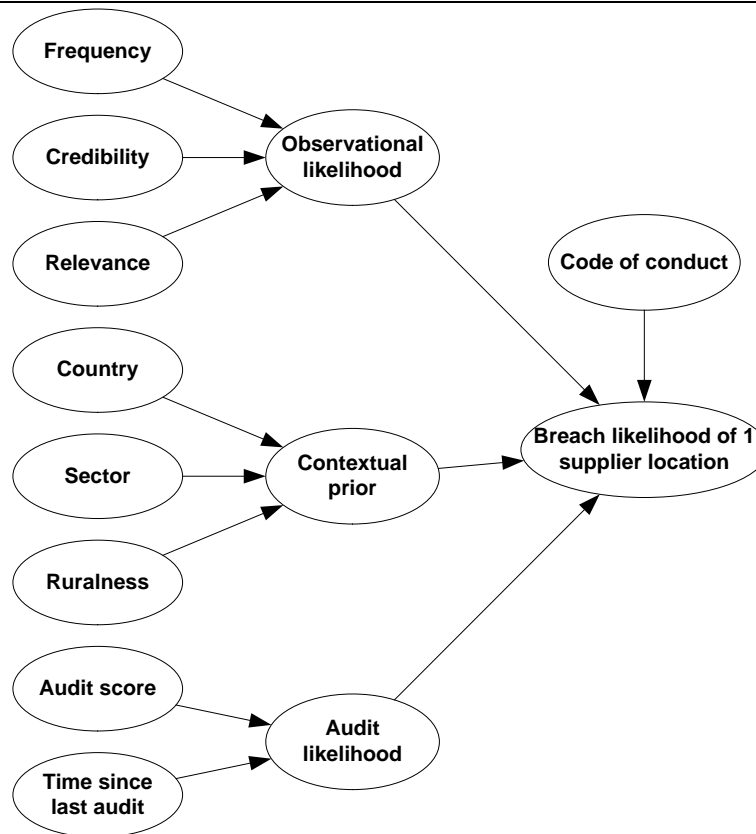 Frequency
Credibility
Relevance
Observational
likelihood
Code of conduct
Country
Sector
Ruralness
Contextual
prior
Breach likelihood of 1
supplier location
Audit score
Time since
last audit
Audit
likelihood